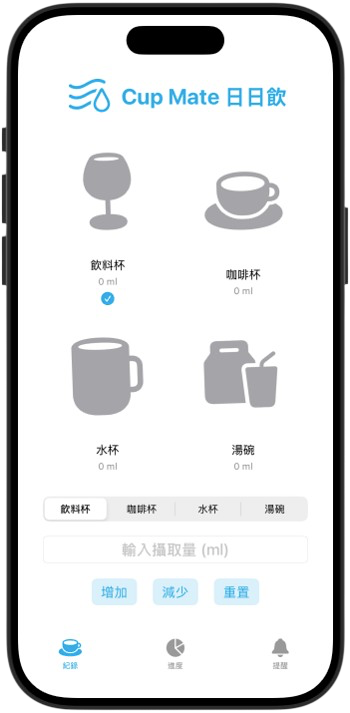 Cup Mate 日日飲
飲料杯
0 ml
咖啡杯
0 ml
水杯
0 ml
湯碗
0 ml
飲料杯 咖啡杯 水杯 湯碗
輸入攝取量 (ml)
增加 減少 重置
紀錄 進度 提醒